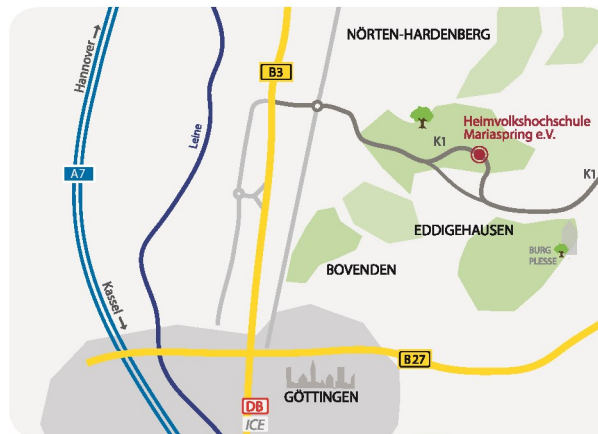 NÖRTEN-HARDENBERG
Hannover →
B3
Heimvolkshochschule
Mariaspring e.V.
Leine
K1
K1
A7
EDDIGEHAUSEN
BURG
PLESSE
BOVENDEN
Kassel →
B27
GÖTTINGEN
DB
ICE